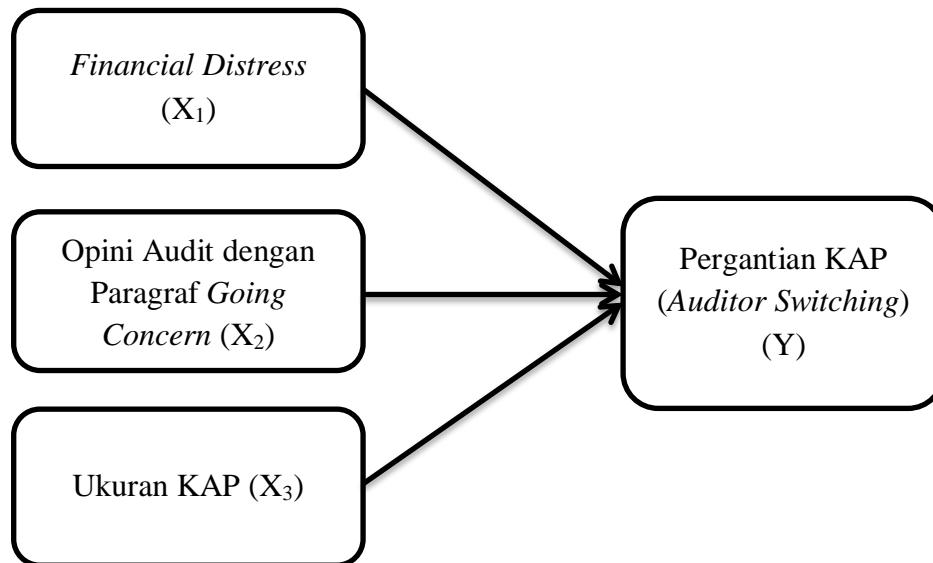 Financial Distress
(X₁)
Opini Audit dengan
Paragraf Going
Concern (X₂)
Ukuran KAP (X₃)
Pergantian KAP
(Auditor Switching)
(Y)